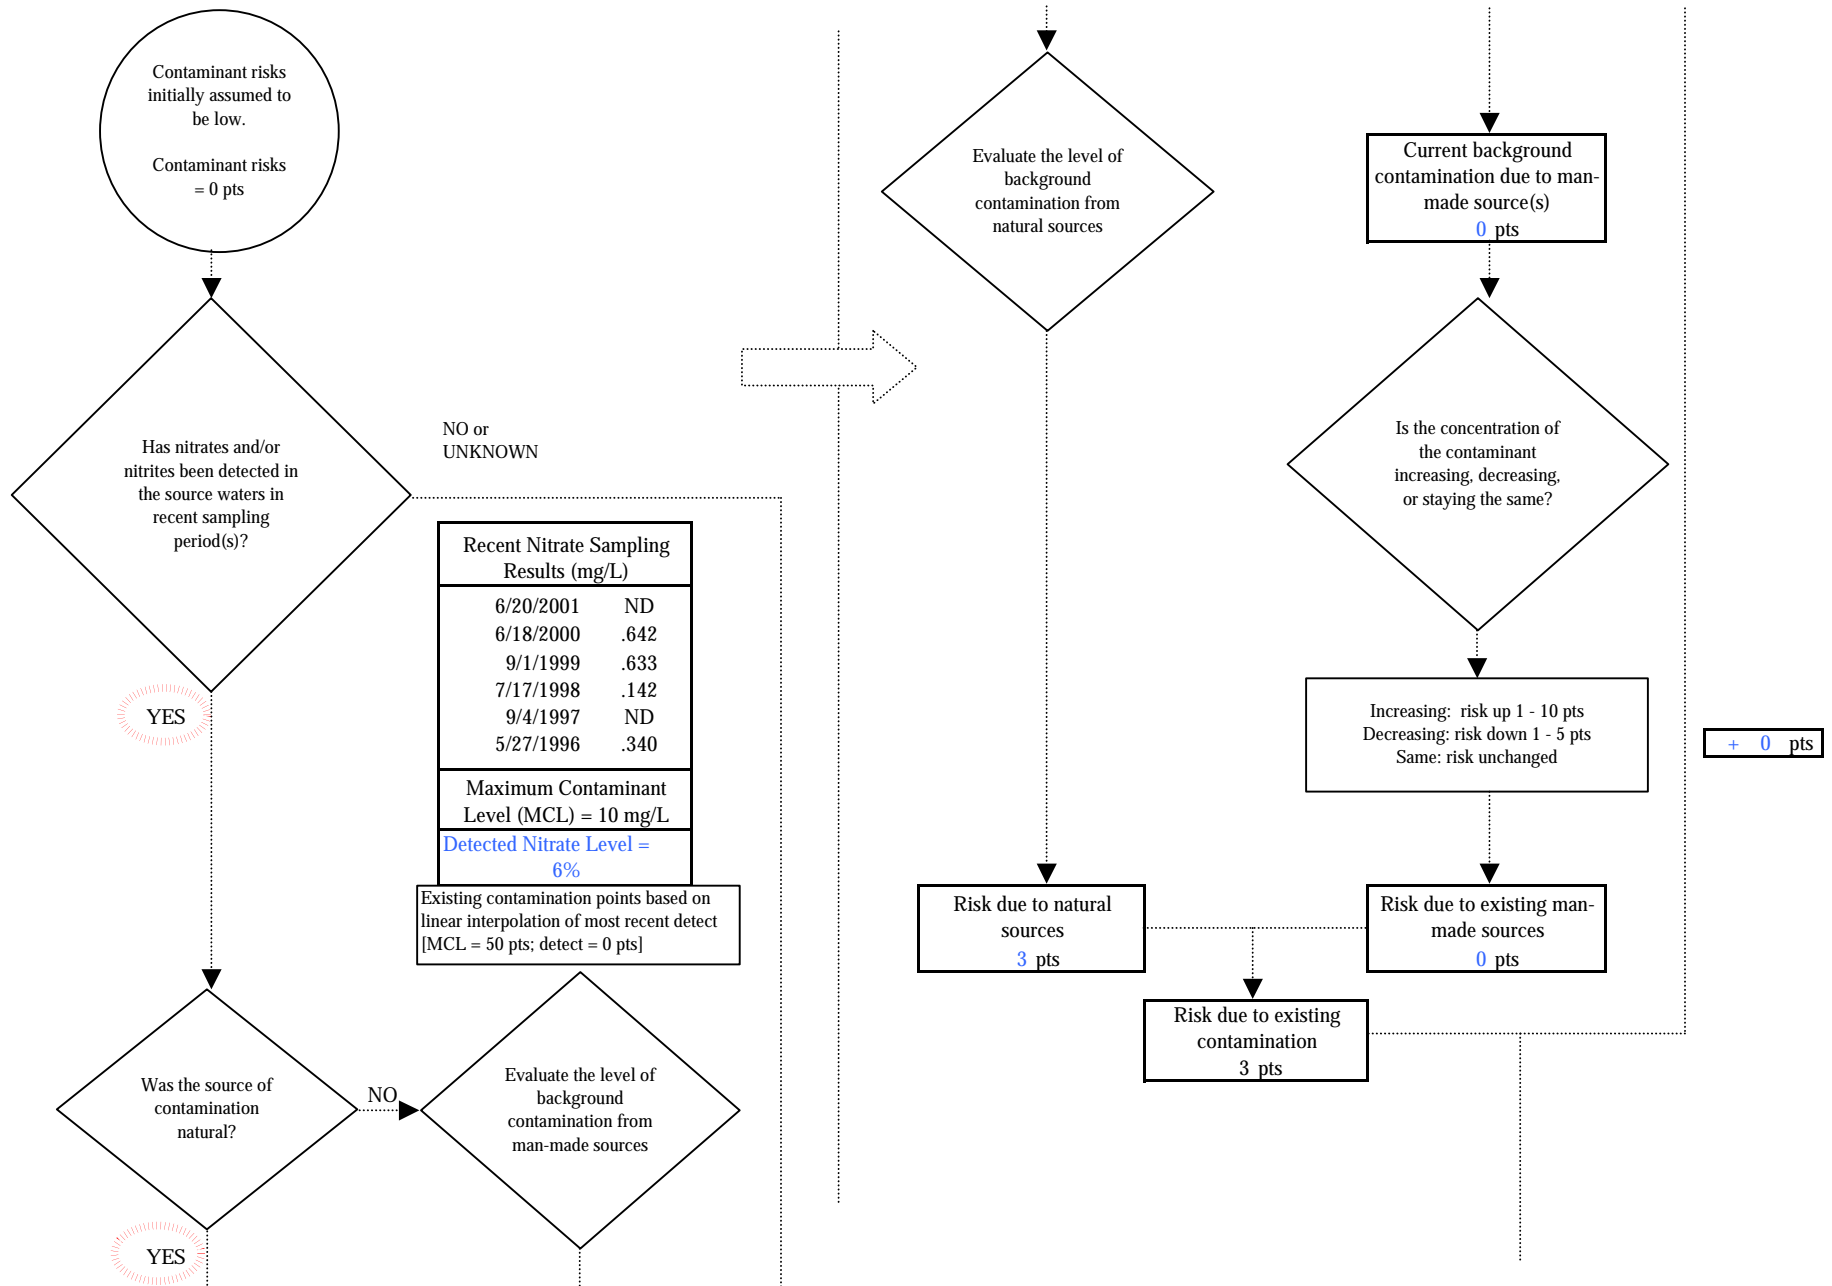 Contaminant risks
initially assumed to
be low.
Contaminant risks
= 0 pts
Has nitrates and/or
nitrites been detected in
the source waters in
recent sampling
period(s)?
NO or
UNKNOWN
YES
Recent Nitrate Sampling
Results (mg/L)
6/20/2001 ND
6/18/2000 .642
9/1/1999 .633
7/17/1998 .142
9/4/1997 ND
5/27/1996 .340
Maximum Contaminant
Level (MCL) = 10 mg/L
Detected Nitrate Level =
6%
Existing contamination points based on
linear interpolation of most recent detect
[MCL = 50 pts; detect = 0 pts]
Was the source of
contamination
natural?
NO
YES
Evaluate the level of
background
contamination from
man-made sources
Evaluate the level of
background
contamination from
natural sources
Current background
contamination due to man-
made source(s)
0 pts
Is the concentration of
the contaminant
increasing, decreasing,
or staying the same?
Increasing: risk up 1 - 10 pts
Decreasing: risk down 1 - 5 pts
Same: risk unchanged
+ 0 pts
Risk due to natural
sources
3 pts
Risk due to existing man-
made sources
0 pts
Risk due to existing
contamination
3 pts